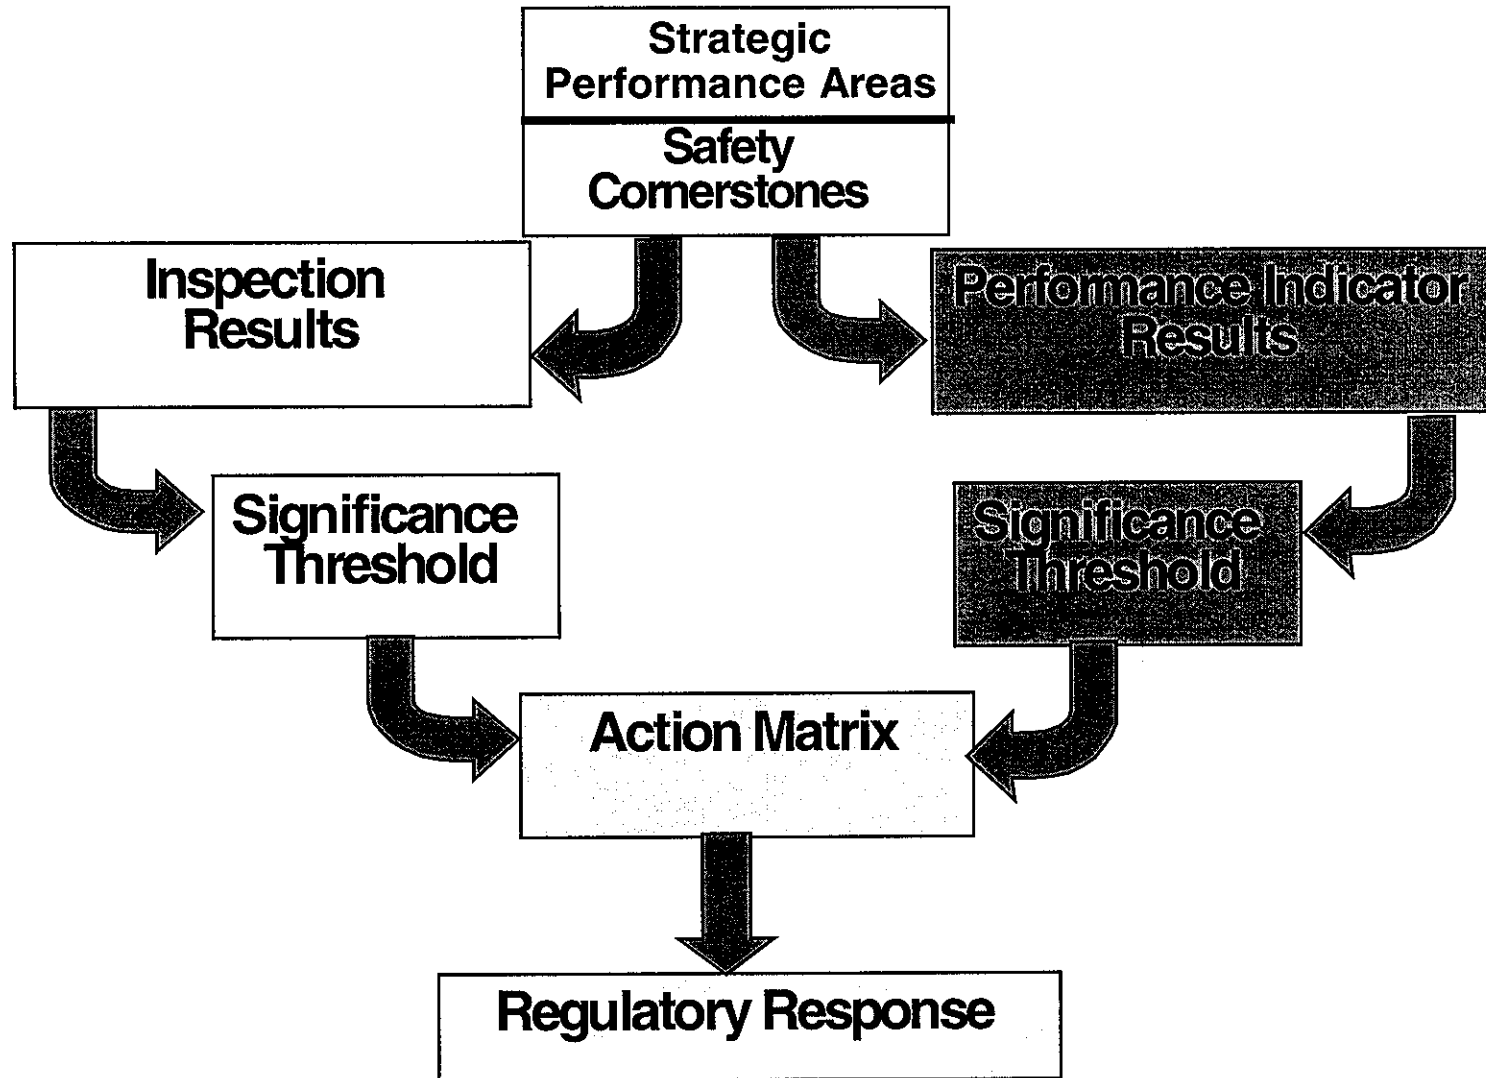 Strategic
Performance Areas
Safety
Cornerstones
Inspection
Results
Performance Indicator
Results
Significance
Threshold
Significance
Threshold
Action Matrix
Regulatory Response